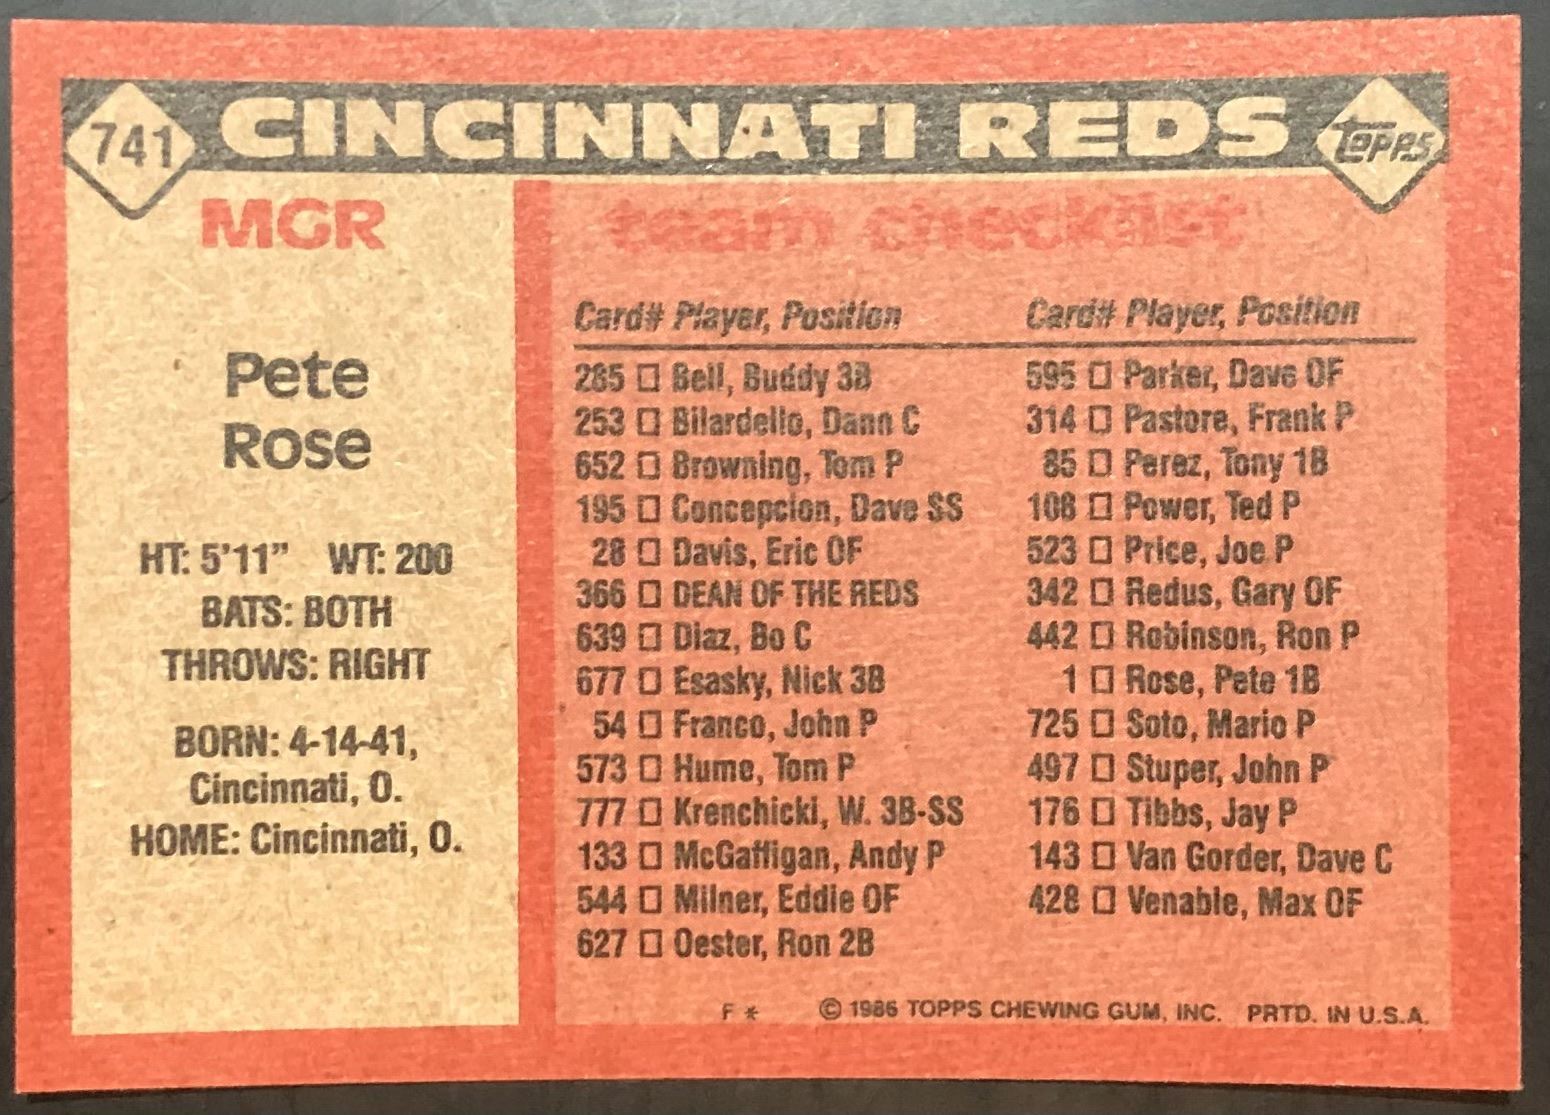 741 CINCINNATI REDS TOPPS
MGR
Pete
Rose
HT: 5'11" WT: 200
BATS: BOTH
THROWS: RIGHT
BORN: 4-14-41,
Cincinnati, O.
HOME: Cincinnati, O.
team checklist
Card# Player, Position
285 □ Bell, Buddy 3B
253 □ Bilardello, Dann C
652 □ Browning, Tom P
195 □ Concepcion, Dave SS
28 □ Davis, Eric OF
366 □ DEAN OF THE REDS
639 □ Diaz, Bo C
677 □ Esasky, Nick 3B
54 □ Franco, John P
573 □ Hume, Tom P
777 □ Krenchicki, W. 3B-SS
133 □ McGaffigan, Andy P
544 □ Milner, Eddie OF
627 □ Oester, Ron 2B
Card# Player, Position
595 □ Parker, Dave OF
314 □ Pastore, Frank P
85 □ Perez, Tony 1B
108 □ Power, Ted P
523 □ Price, Joe P
342 □ Redus, Gary OF
442 □ Robinson, Ron P
1 □ Rose, Pete 1B
725 □ Soto, Mario P
497 □ Stuper, John P
176 □ Tibbs, Jay P
143 □ Van Gorder, Dave C
428 □ Venable, Max OF
F * © 1986 TOPPS CHEWING GUM, INC. PRTD. IN U.S.A.